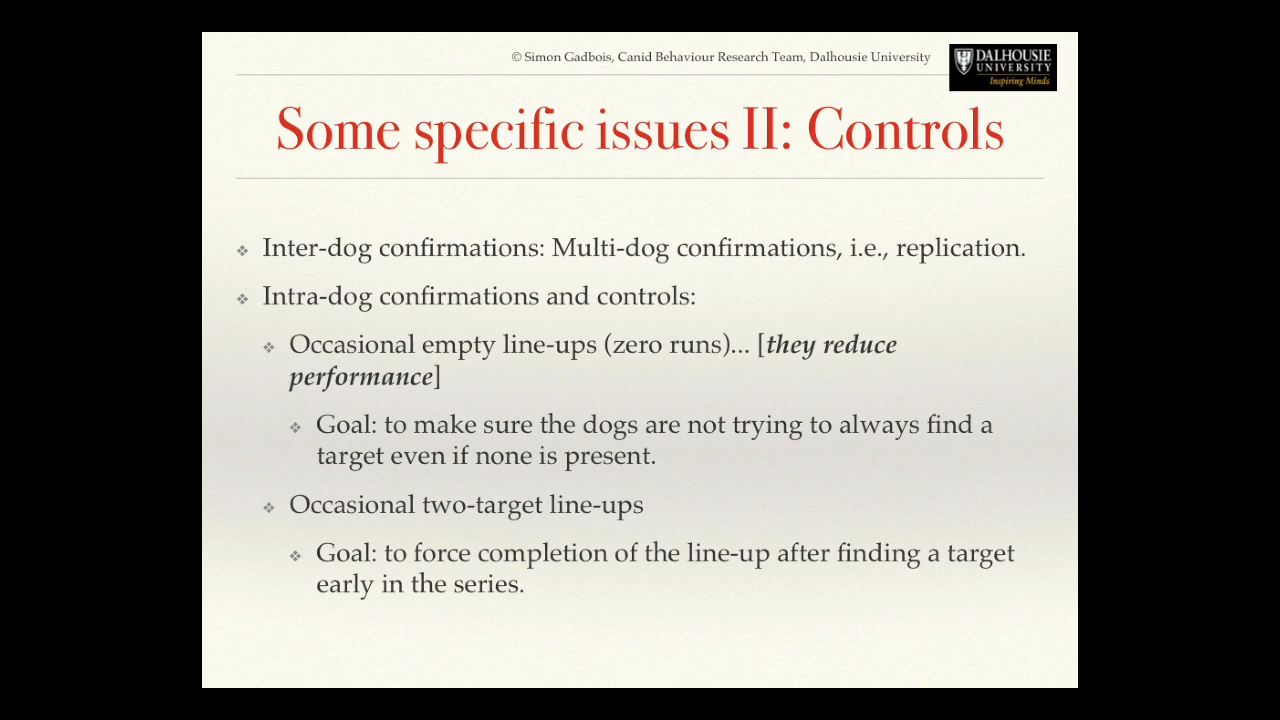 © Simon Gadbois, Canid Behaviour Research Team, Dalhousie University
DALHOUSIE
UNIVERSITY
Inspiring Minds
Some specific issues II: Controls
Inter-dog confirmations: Multi-dog confirmations, i.e., replication.
Intra-dog confirmations and controls:
Occasional empty line-ups (zero runs)... [they reduce
performance]
Goal: to make sure the dogs are not trying to always find a
target even if none is present.
Occasional two-target line-ups
Goal: to force completion of the line-up after finding a target
early in the series.